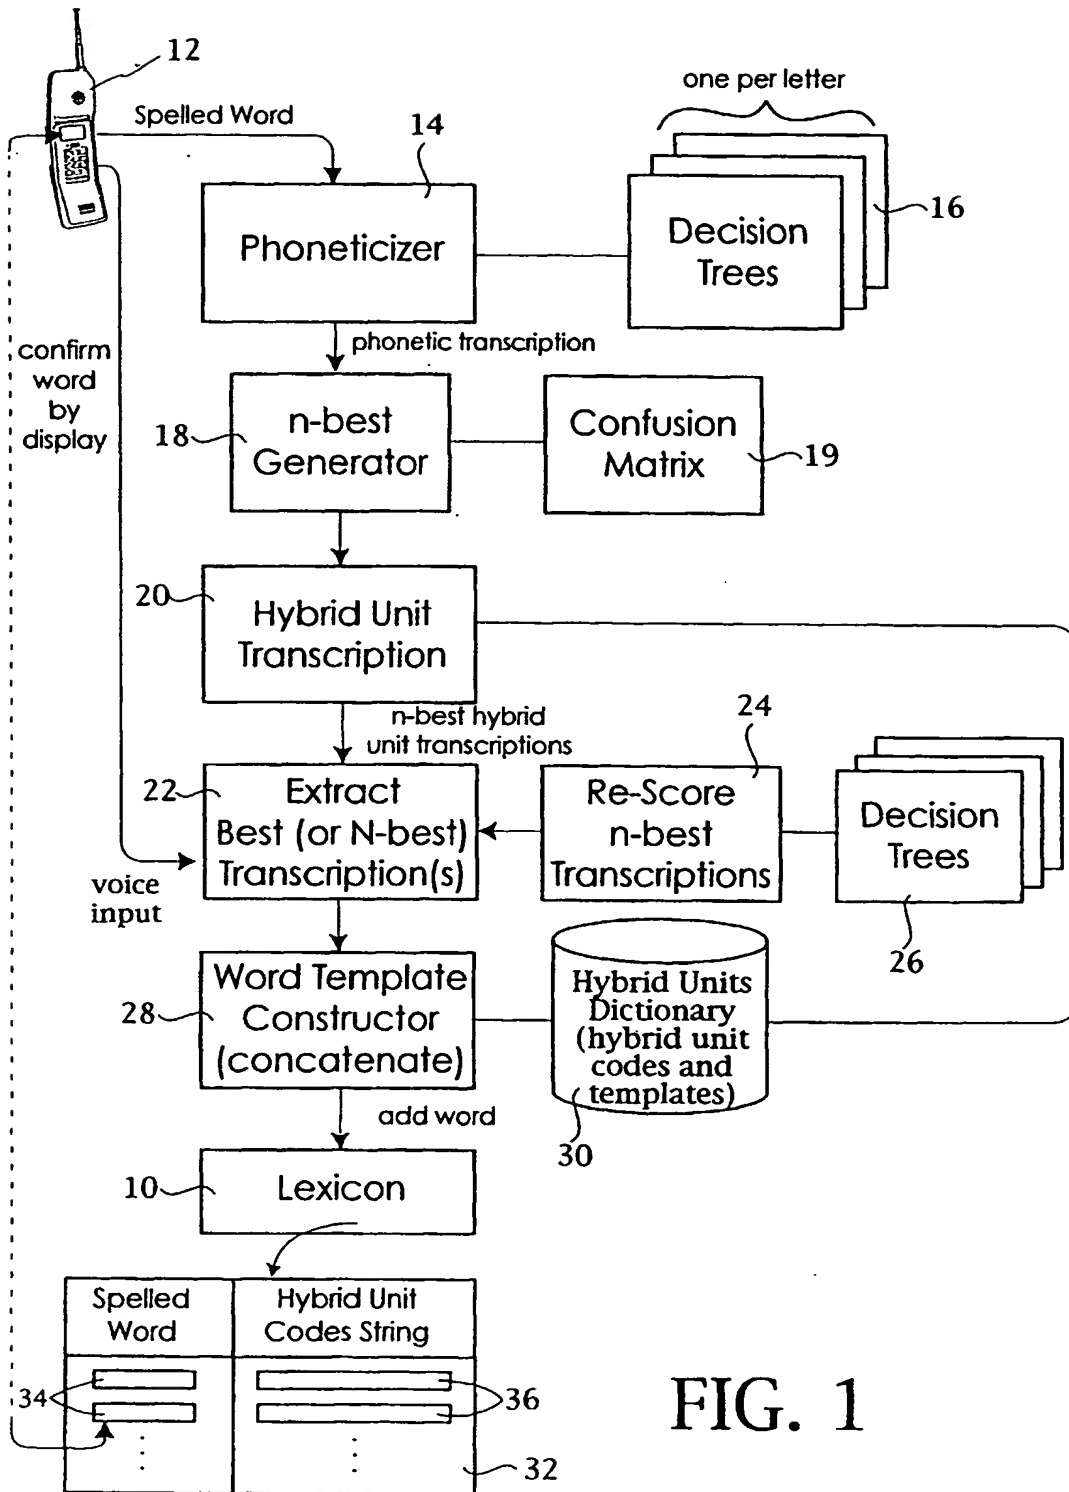 12
one per letter
Spelled Word
14
16
Phoneticizer
Decision
Trees
phonetic transcription
confirm
word
by
display
18
n-best
Generator
Confusion
Matrix
19
20
Hybrid Unit
Transcription
n-best hybrid
unit transcriptions
24
22
Extract
Best (or N-best)
Transcription(s)
Re-Score
n-best
Transcriptions
Decision
Trees
voice
input
26
28
Word Template
Constructor
(concatenate)
Hybrid Units
Dictionary
(hybrid unit
codes and
templates)
add word
30
10
Lexicon
Spelled
Word
Hybrid Unit
Codes String
34
36
32
FIG. 1